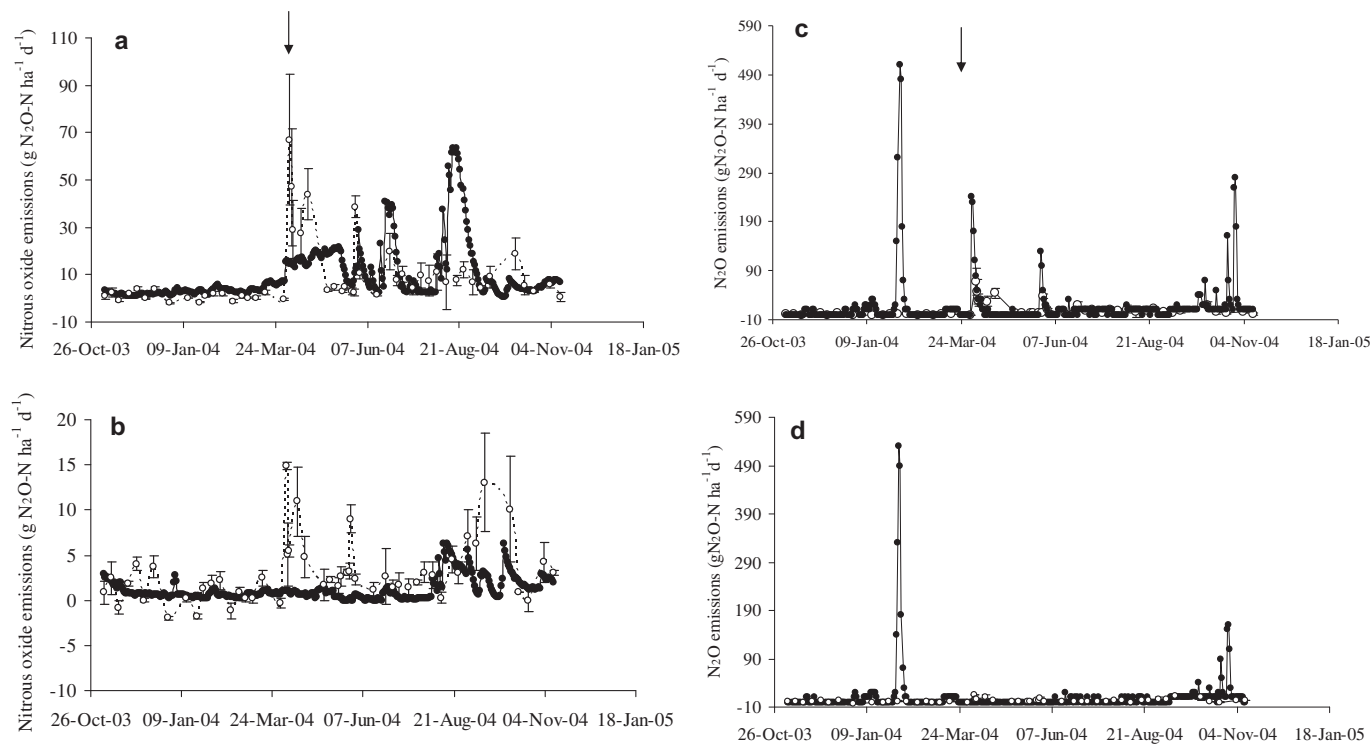 a
Nitrous oxide emissions (g N₂O-N ha⁻¹ d⁻¹)
110
90
70
50
30
10
-10
26-Oct-03 09-Jan-04 24-Mar-04 07-Jun-04 21-Aug-04 04-Nov-04 18-Jan-05
b
Nitrous oxide emissions (g N₂O-N ha⁻¹ d⁻¹)
20
15
10
5
0
-5
-10
26-Oct-03 09-Jan-04 24-Mar-04 07-Jun-04 21-Aug-04 04-Nov-04 18-Jan-05
c
N₂O emissions (gN₂O-N ha⁻¹ d⁻¹)
590
490
390
290
190
90
-10
26-Oct-03 09-Jan-04 24-Mar-04 07-Jun-04 21-Aug-04 04-Nov-04 18-Jan-05
d
N₂O emissions (gN₂O-N ha⁻¹d⁻¹)
590
490
390
290
190
90
-10
26-Oct-03 09-Jan-04 24-Mar-04 07-Jun-04 21-Aug-04 04-Nov-04 18-Jan-05